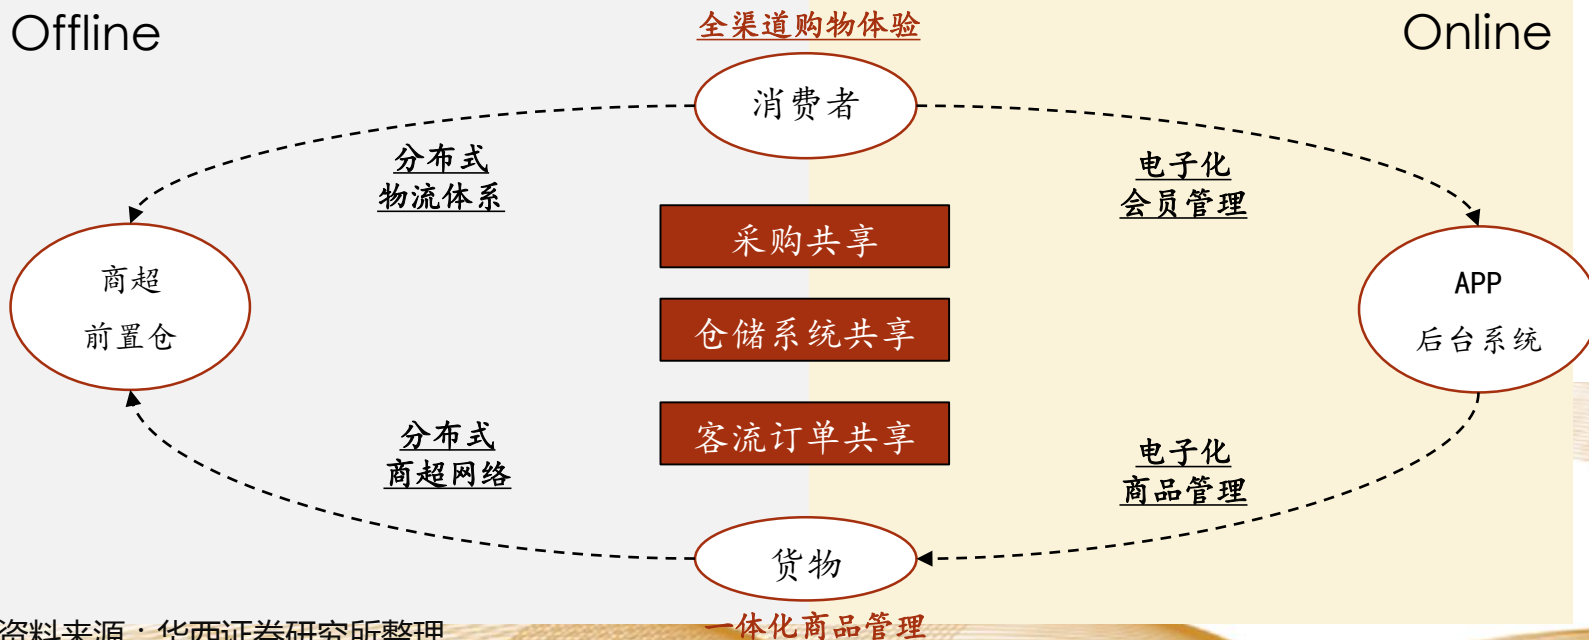 Offline
全渠道购物体验
Online
消费者
分布式
物流体系
电子化
会员管理
采购共享
商超
前置仓
APP
后台系统
仓储系统共享
客流订单共享
分布式
商超网络
电子化
商品管理
货物
一体化商品管理
资料来源：华西证券研究所整理